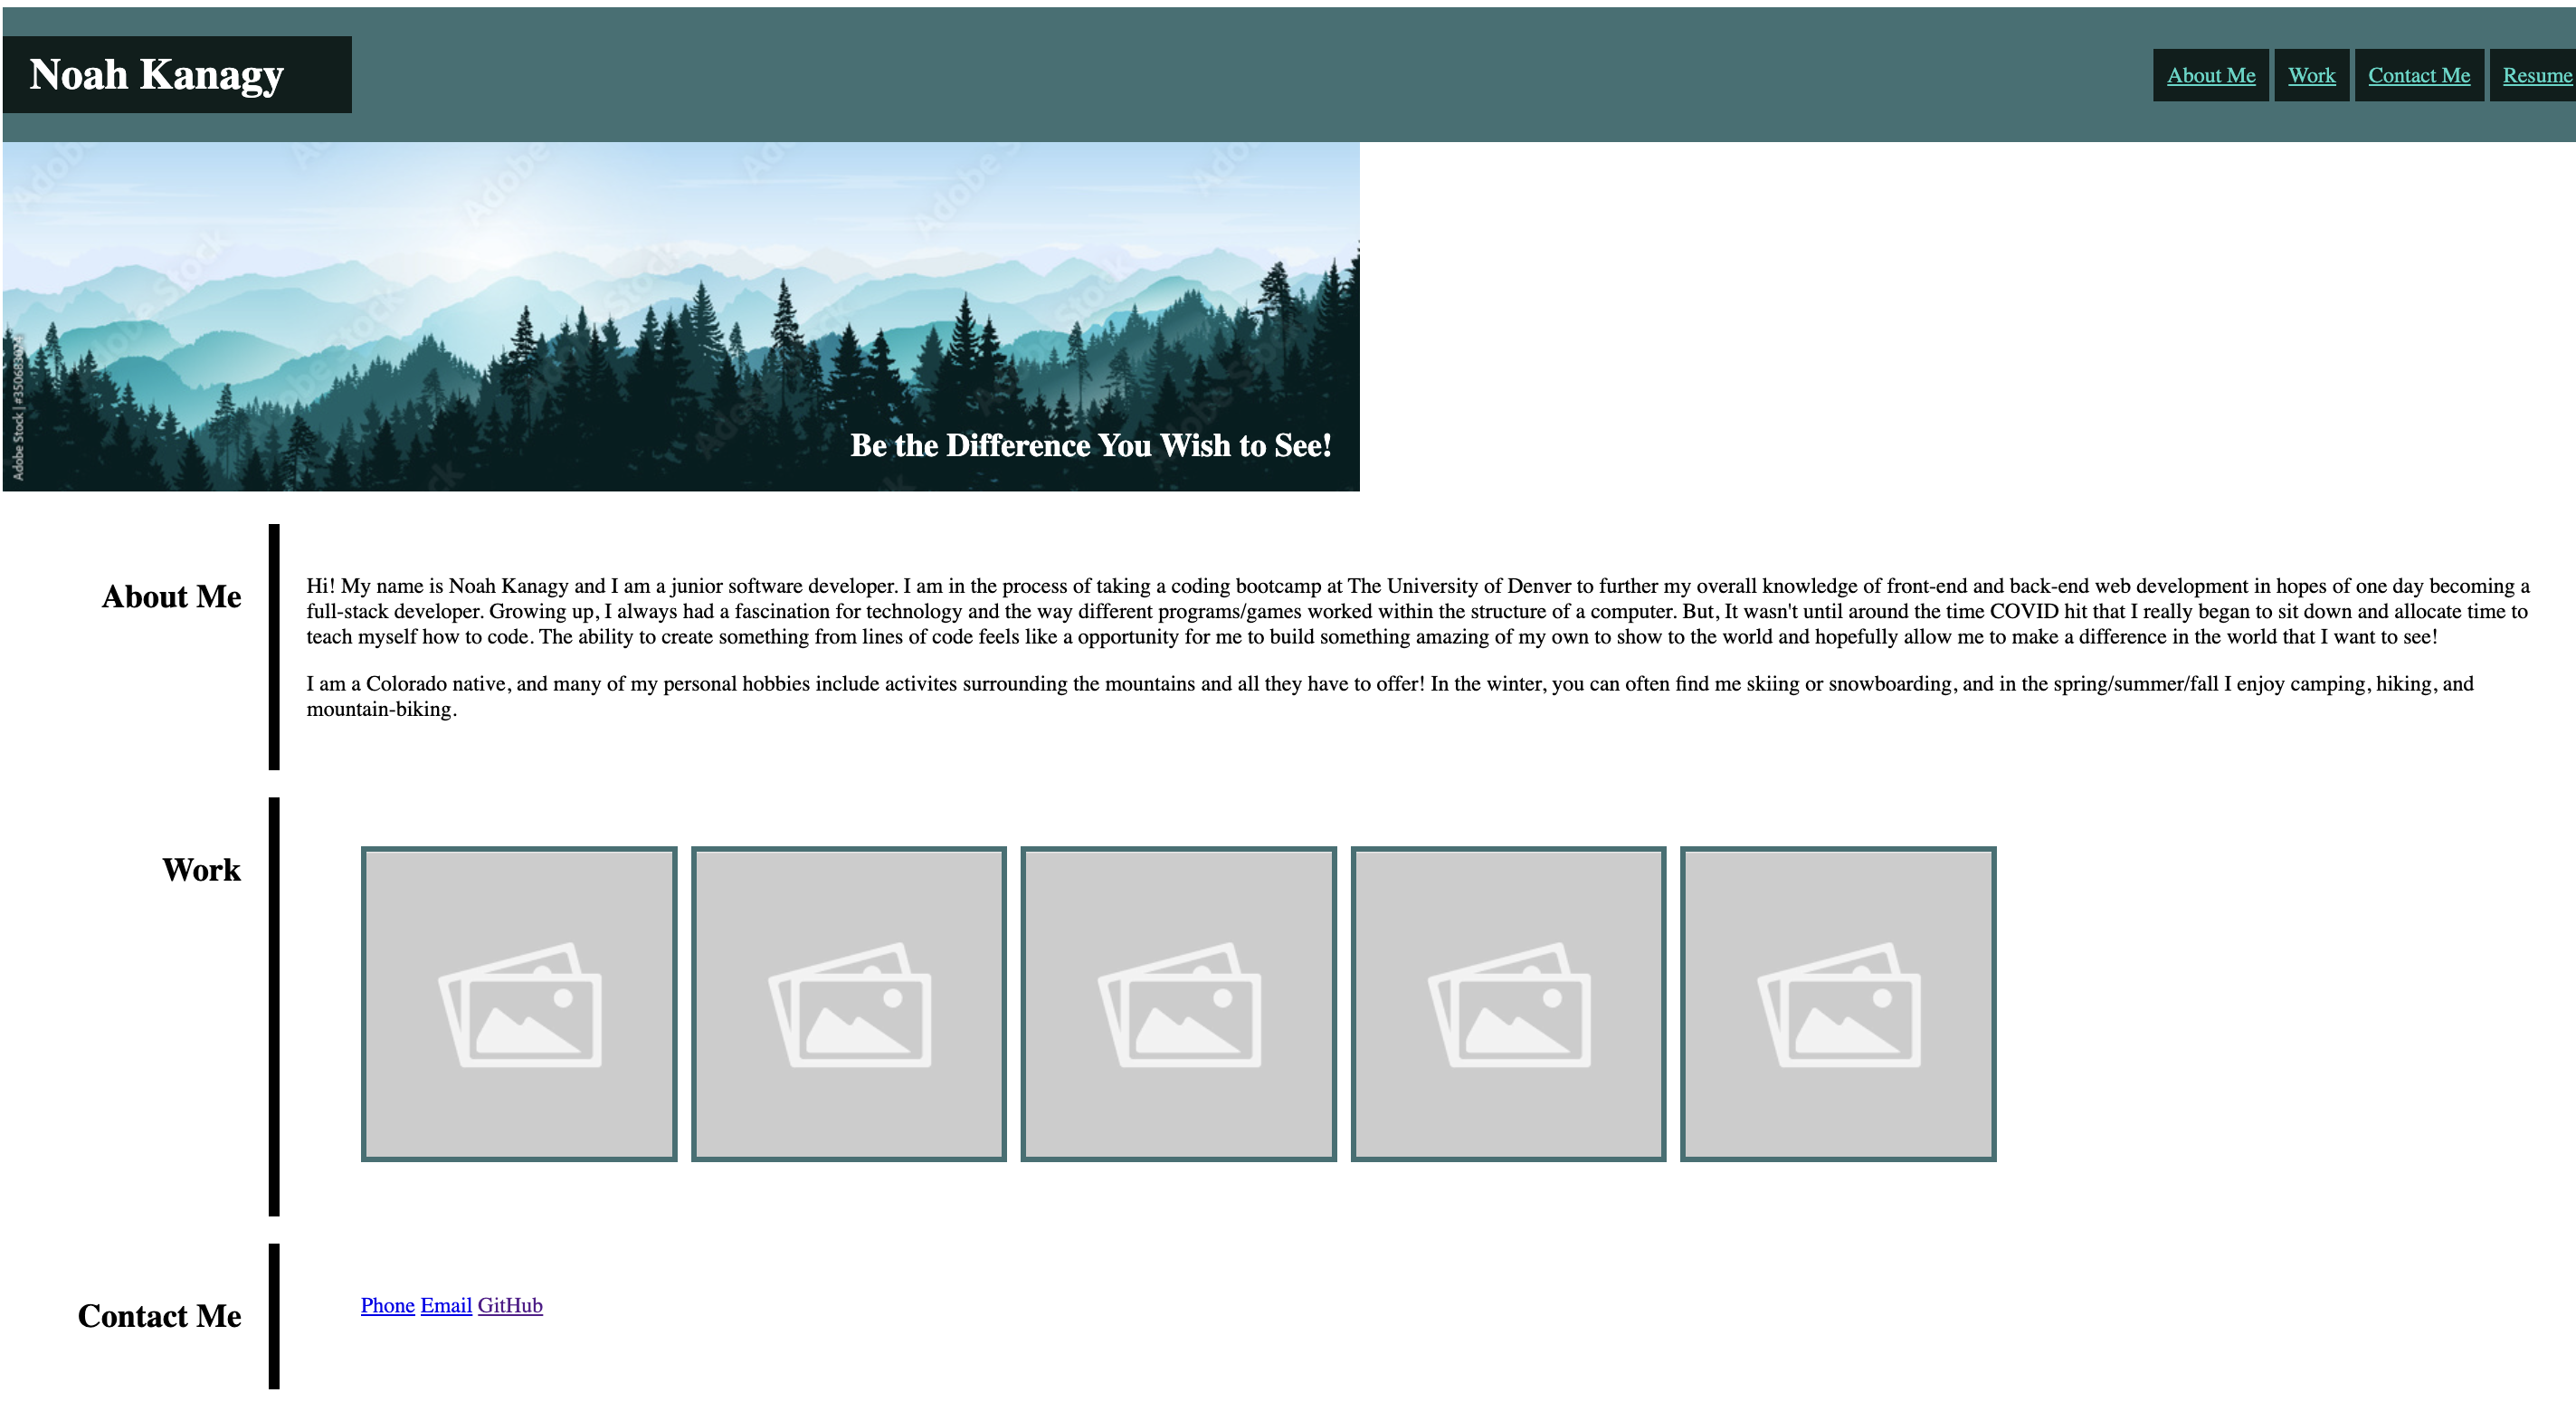 Noah Kanagy
About Me Work Contact Me Resume
Adobe Stock | #350683024
Be the Difference You Wish to See!
About Me
Hi! My name is Noah Kanagy and I am a junior software developer. I am in the process of taking a coding bootcamp at The University of Denver to further my overall knowledge of front-end and back-end web development in hopes of one day becoming a
full-stack developer. Growing up, I always had a fascination for technology and the way different programs/games worked within the structure of a computer. But, It wasn't until around the time COVID hit that I really began to sit down and allocate time to
teach myself how to code. The ability to create something from lines of code feels like a opportunity for me to build something amazing of my own to show to the world and hopefully allow me to make a difference in the world that I want to see!
I am a Colorado native, and many of my personal hobbies include activites surrounding the mountains and all they have to offer! In the winter, you can often find me skiing or snowboarding, and in the spring/summer/fall I enjoy camping, hiking, and
mountain-biking.
Work
Contact Me
Phone Email GitHub